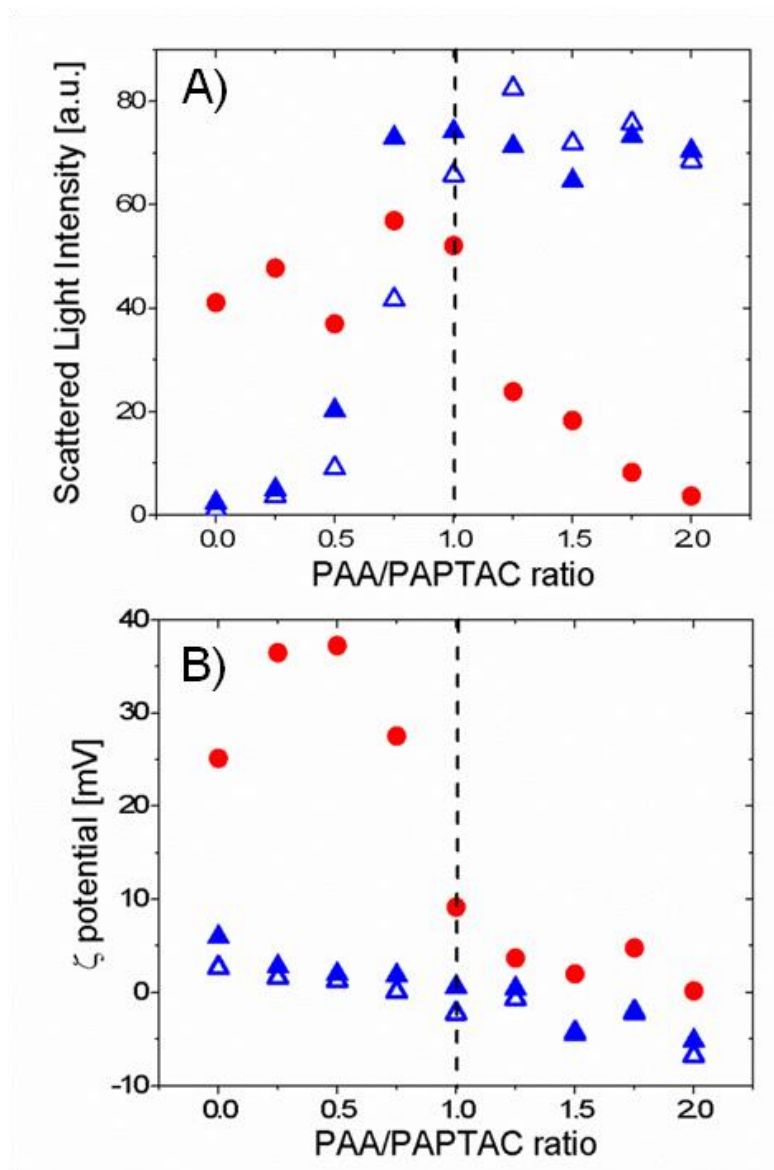 A)
Scattered Light Intensity [a.u.]
80
60
40
20
0
0.0 0.5 1.0 1.5 2.0
PAA/PAPTAC ratio
B)
ζ potential [mV]
40
30
20
10
0
-10
0.0 0.5 1.0 1.5 2.0
PAA/PAPTAC ratio